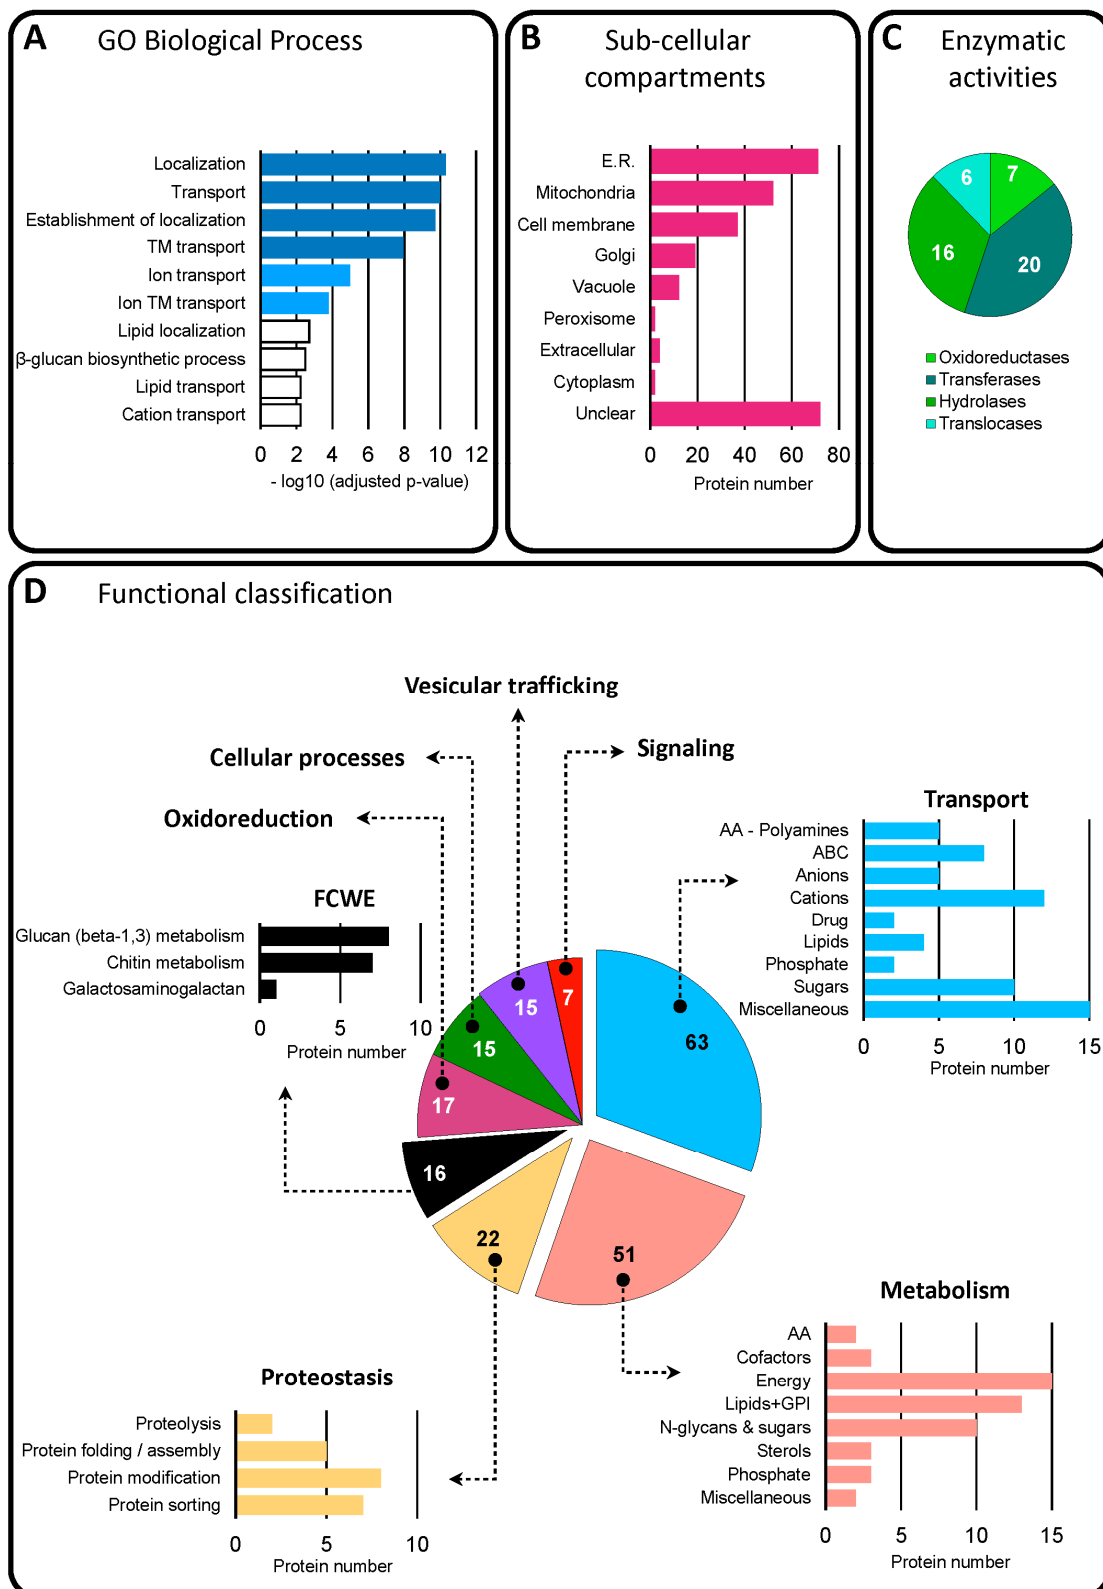 A GO Biological Process
Localization
Transport
Establishment of localization
TM transport
Ion transport
Ion TM transport
Lipid localization
β-glucan biosynthetic process
Lipid transport
Cation transport
0 2 4 6 8 10 12
- log10 (adjusted p-value)
B Sub-cellular
compartments
E.R.
Mitochondria
Cell membrane
Golgi
Vacuole
Peroxisome
Extracellular
Cytoplasm
Unclear
0 20 40 60 80
Protein number
C Enzymatic
activities
6 7
16 20
Oxidoreductases
Transferases
Hydrolases
Translocases
D Functional classification
Vesicular trafficking
Signaling
Cellular processes
Oxidoreduction
FCWE
Glucan (beta-1,3) metabolism
Chitin metabolism
Galactosaminogalactan
0 5 10
Protein number
Transport
AA - Polyamines
ABC
Anions
Cations
Drug
Lipids
Phosphate
Sugars
Miscellaneous
0 5 10 15
Protein number
15 7
63
15
17
16
22
51
Metabolism
AA
Cofactors
Energy
Lipids+GPI
N-glycans & sugars
Sterols
Phosphate
Miscellaneous
0 5 10 15
Protein number
Proteostasis
Proteolysis
Protein folding / assembly
Protein modification
Protein sorting
0 5 10
Protein number